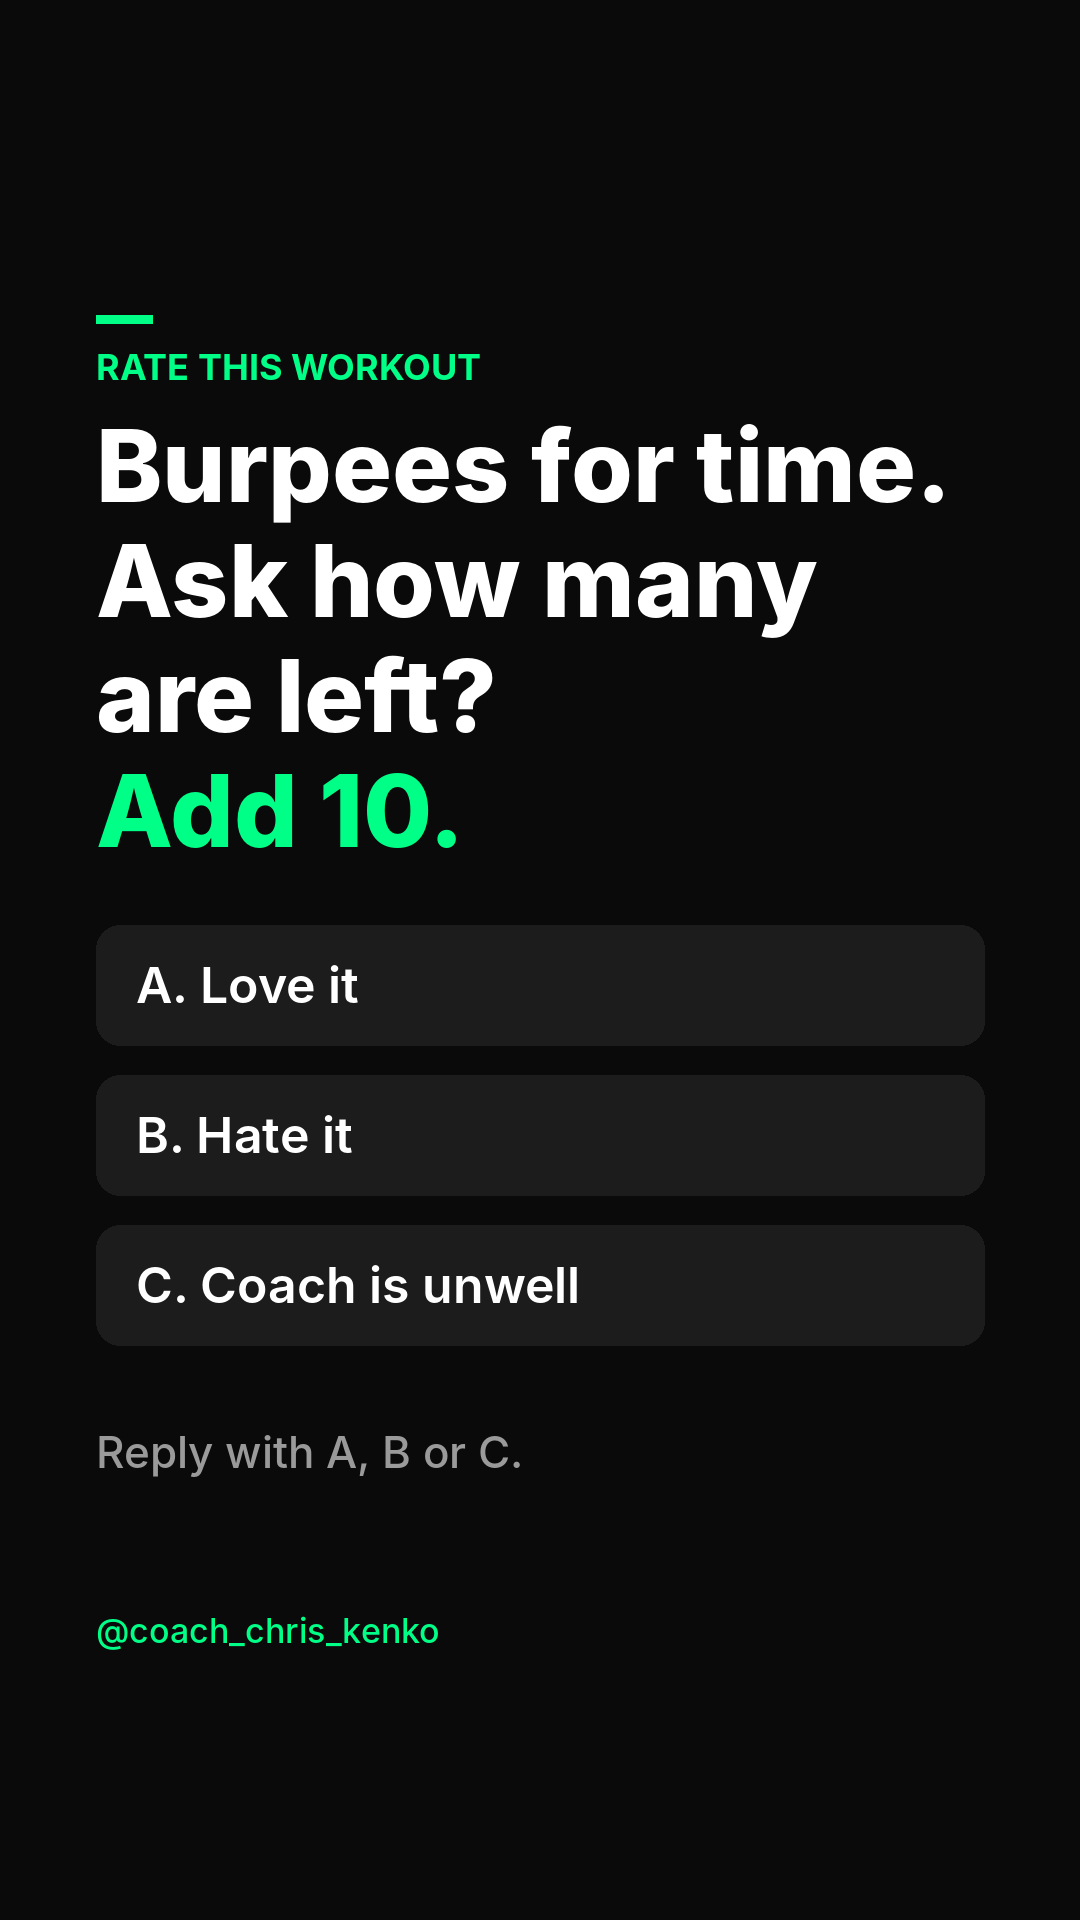 RATE THIS WORKOUT
Burpees for time.
Ask how many
are left?
Add 10.
A. Love it
B. Hate it
C. Coach is unwell
Reply with A, B or C.
@coach_chris_kenko